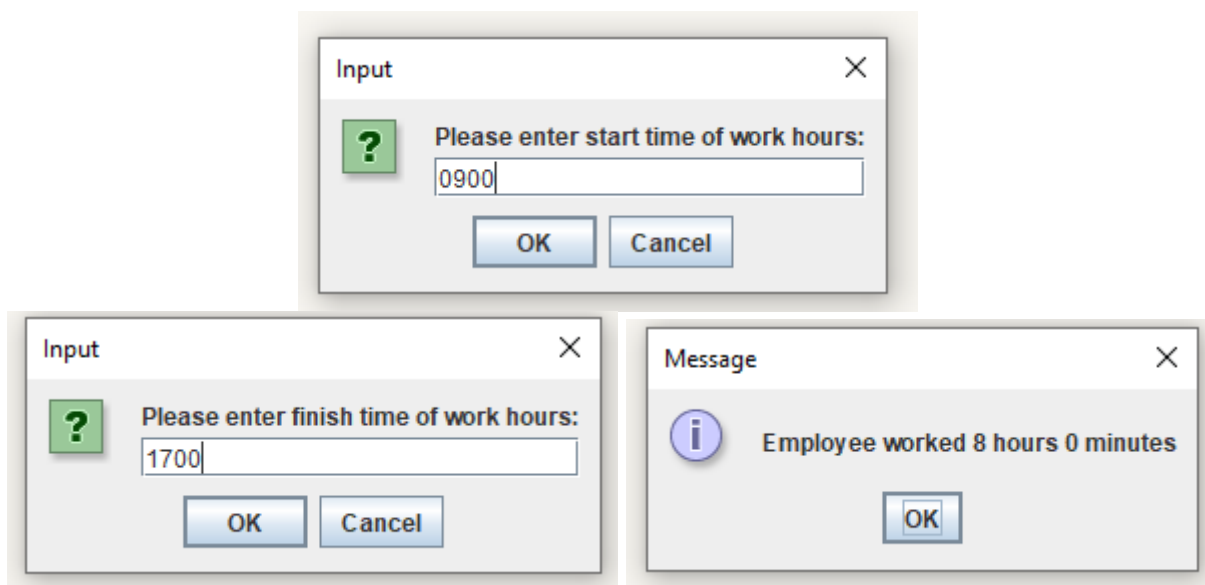 Input
?
Please enter start time of work hours:
0900
OK Cancel
Input
?
Please enter finish time of work hours:
1700
OK Cancel
Message
i
Employee worked 8 hours 0 minutes
OK